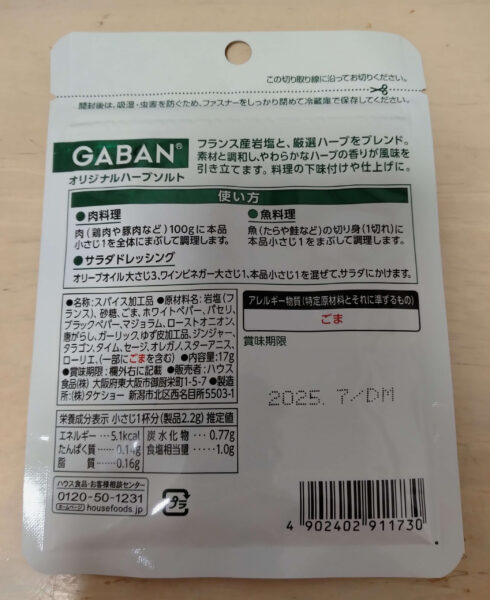 この切り取り線に沿ってお切りください。
開封後は、吸湿・虫害を防ぐため、ファスナーをしっかり閉めて冷蔵庫で保存してください。
GABAN®
オリジナルハーブソルト
フランス産岩塩と、厳選ハーブをブレンド。
素材と調和し、やわらかなハーブの香りが風味を
引き立てます。料理の下味付けや仕上げに。
使い方
●肉料理
肉(鶏肉や豚肉など)100gに本品
小さじ1を全体にまぶして調理します。
●魚料理
魚(たらや鮭など)の切り身(1切れ)に
本品小さじ1をまぶして調理します。
●サラダドレッシング
オリーブオイル大さじ3、ワインビネガー大さじ1、本品小さじ1を混ぜて、サラダにかけます。
●名称:スパイス加工品 ●原材料名:岩塩(フ
ランス)、砂糖、ごま、ホワイトペパー、パセリ、
ブラックペパー、マジョラム、ローストオニオン、
唐がらし、ガーリック、ゆず皮加工品、ジンジャー、
タラゴン、タイム、セージ、オレガノ、スターアニス、
ローリエ、(一部にごまを含む) ●内容量:17g
●賞味期限:欄外右に記載 ●販売者:ハウス
食品(株) 大阪府東大阪市御厨栄町1-5-7 ●製造
所:(株)タケショー 新潟市北区西名目所5503-1
アレルギー物質(特定原材料とそれに準ずるもの)
ごま
賞味期限
2025. 7/DM
栄養成分表示 小さじ1杯分(製品2.2g)推定値
エネルギー…5.1kcal
たんぱく質……0.14g
脂 質……0.16g
炭水化物…0.77g
食塩相当量…1.0g
ハウス食品・お客様相談センター
0120-50-1231
ホームページ housefoods.jp
プラ
4 902402 911730